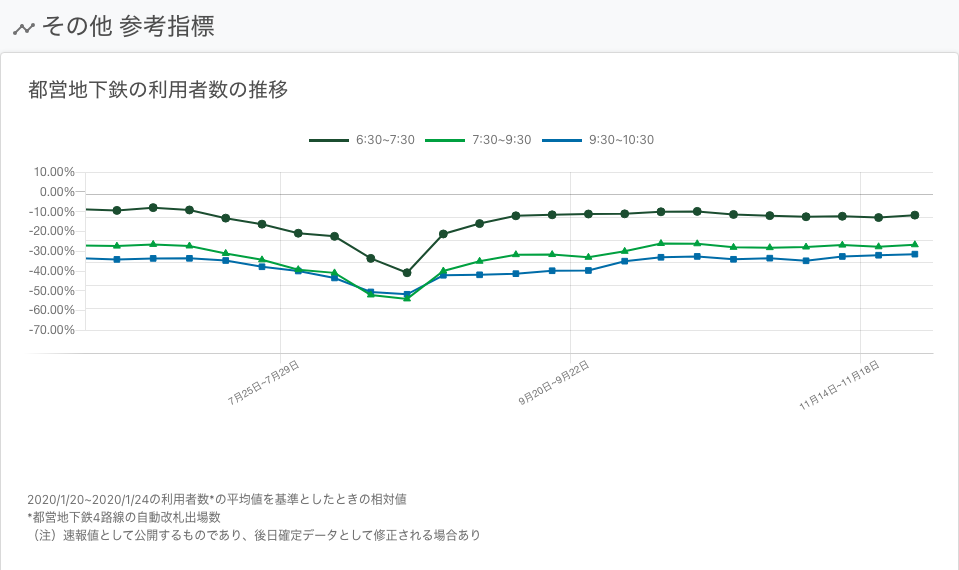 その他 参考指標
都営地下鉄の利用者数の推移
6:30~7:30 7:30~9:30 9:30~10:30
10.00%
0.00%
-10.00%
-20.00%
-30.00%
-40.00%
-50.00%
-60.00%
-70.00%
7月25日~7月29日
9月20日~9月22日
11月14日~11月18日
2020/1/20~2020/1/24の利用者数*の平均値を基準としたときの相対値
*都営地下鉄4路線の自動改札出場数
（注）速報値として公開するものであり、後日確定データとして修正される場合あり